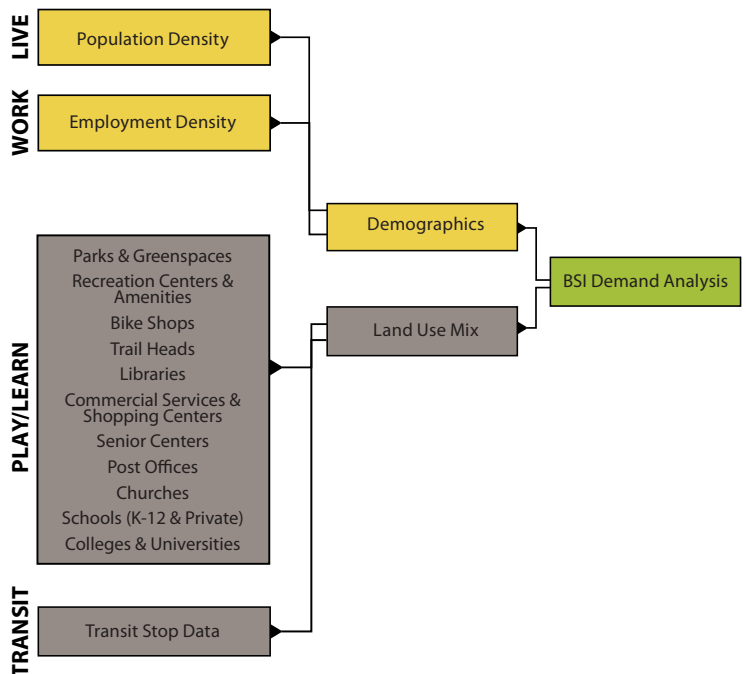 LIVE
Population Density
WORK
Employment Density
Demographics
BSI Demand Analysis
Land Use Mix
PLAY/LEARN
Parks & Greenspaces
Recreation Centers &
Amenities
Bike Shops
Trail Heads
Libraries
Commercial Services &
Shopping Centers
Senior Centers
Post Offices
Churches
Schools (K-12 & Private)
Colleges & Universities
TRANSIT
Transit Stop Data